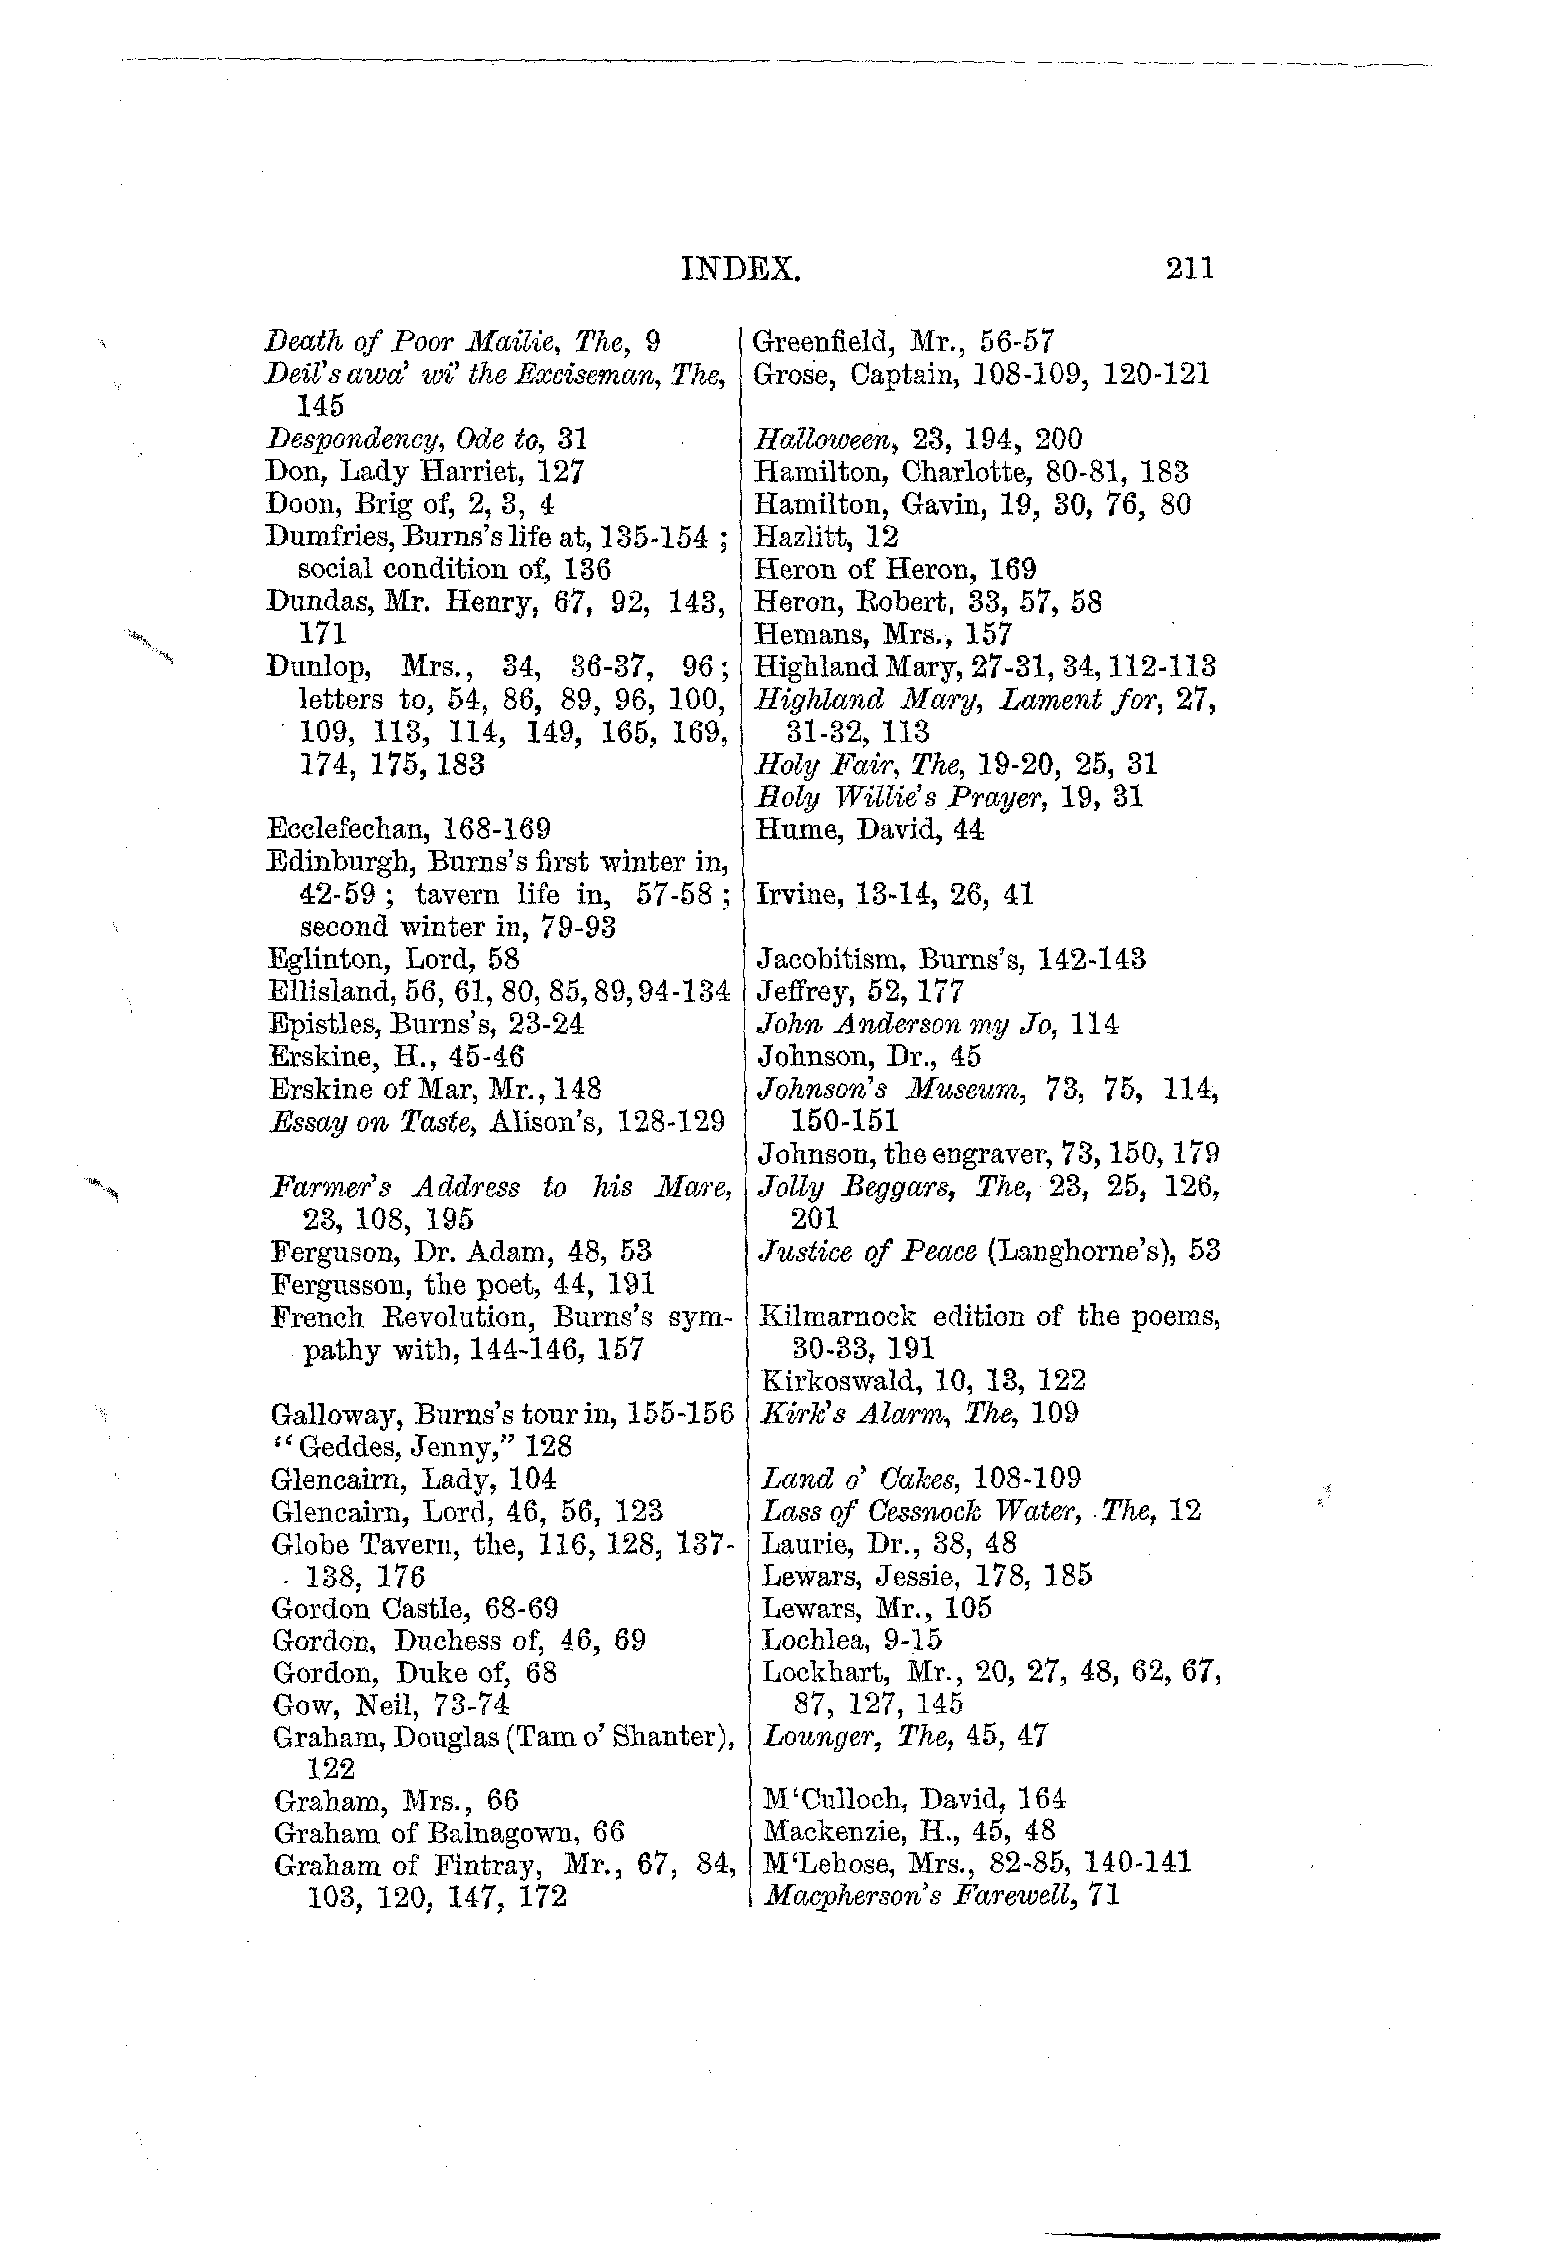 INDEX. 211
Death of Poor Mailie, The, 9
Deil's awa' wi' the Exciseman, The,
145
Despondency, Ode to, 31
Don, Lady Harriet, 127
Doon, Brig of, 2, 3, 4
Dumfries, Burns's life at, 135-154 ;
social condition of, 136
Dundas, Mr. Henry, 67, 92, 143,
171
Dunlop, Mrs., 34, 36-37, 96 ;
letters to, 54, 86, 89, 96, 100,
109, 113, 114, 149, 165, 169,
174, 175, 183
Ecclefechan, 168-169
Edinburgh, Burns's first winter in,
42-59 ; tavern life in, 57-58 ;
second winter in, 79-93
Eglinton, Lord, 58
Ellisland, 56, 61, 80, 85, 89, 94-134
Epistles, Burns's, 23-24
Erskine, H., 45-46
Erskine of Mar, Mr., 148
Essay on Taste, Alison's, 128-129
Farmer's Address to his Mare,
23, 108, 195
Ferguson, Dr. Adam, 48, 53
Fergusson, the poet, 44, 191
French Revolution, Burns's sym-
pathy with, 144-146, 157
Galloway, Burns's tour in, 155-156
“Geddes, Jenny,” 128
Glencairn, Lady, 104
Glencairn, Lord, 46, 56, 123
Globe Tavern, the, 116, 128, 137-
138, 176
Gordon Castle, 68-69
Gordon, Duchess of, 46, 69
Gordon, Duke of, 68
Gow, Neil, 73-74
Graham, Douglas (Tam o' Shanter),
122
Graham, Mrs., 66
Graham of Balnagown, 66
Graham of Fintray, Mr., 67, 84,
103, 120, 147, 172
Greenfield, Mr., 56-57
Grose, Captain, 108-109, 120-121
Halloween, 23, 194, 200
Hamilton, Charlotte, 80-81, 183
Hamilton, Gavin, 19, 30, 76, 80
Hazlitt, 12
Heron of Heron, 169
Heron, Robert, 33, 57, 58
Hemans, Mrs., 157
Highland Mary, 27-31, 34, 112-113
Highland Mary, Lament for, 27,
31-32, 113
Holy Fair, The, 19-20, 25, 31
Holy Willie's Prayer, 19, 31
Hume, David, 44
Irvine, 13-14, 26, 41
Jacobitism, Burns's, 142-143
Jeffrey, 52, 177
John Anderson my Jo, 114
Johnson, Dr., 45
Johnson's Museum, 73, 75, 114,
150-151
Johnson, the engraver, 73, 150, 179
Jolly Beggars, The, 23, 25, 126,
201
Justice of Peace (Langhorne's), 53
Kilmarnock edition of the poems,
30-33, 191
Kirkoswald, 10, 13, 122
Kirk's Alarm, The, 109
Land o' Cakes, 108-109
Lass of Cessnock Water, The, 12
Laurie, Dr., 38, 48
Lewars, Jessie, 178, 185
Lewars, Mr., 105
Lochlea, 9-15
Lockhart, Mr., 20, 27, 48, 62, 67,
87, 127, 145
Lounger, The, 45, 47
M‘Culloch, David, 164
Mackenzie, H., 45, 48
M‘Lehose, Mrs., 82-85, 140-141
Macpherson's Farewell, 71